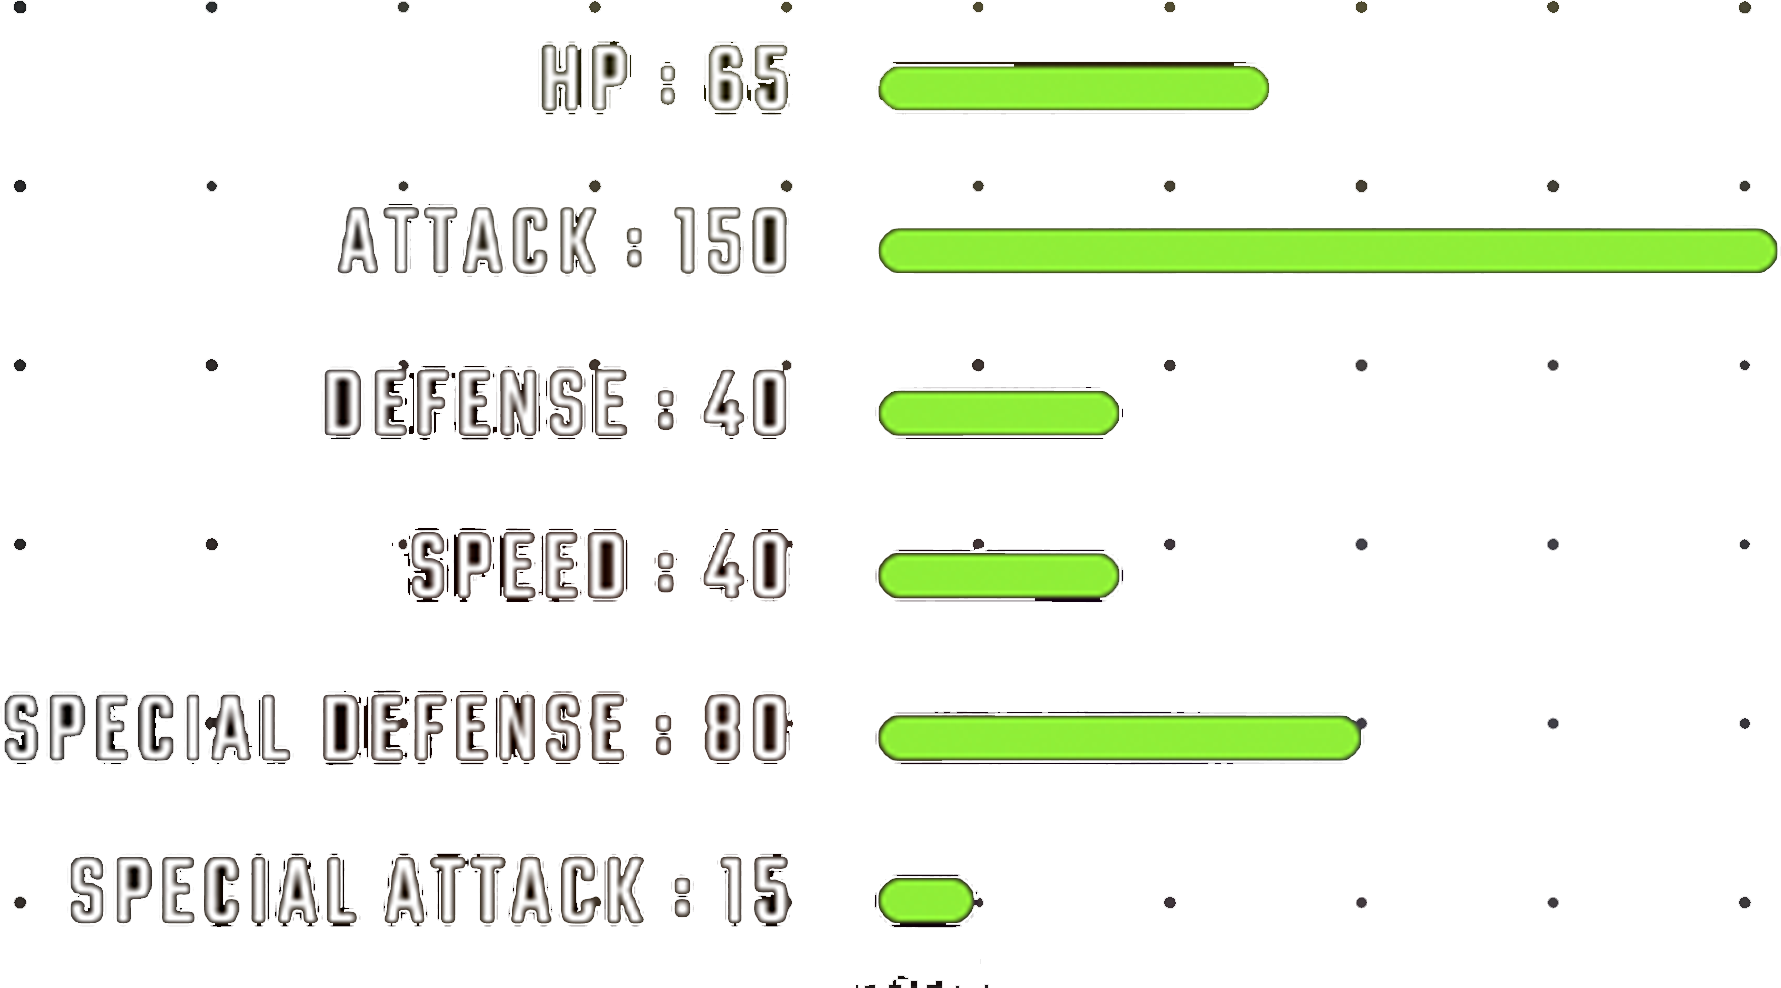 HP : 65
ATTACK : 150
DEFENSE : 40
SPEED : 40
SPECIAL DEFENSE : 80
SPECIAL ATTACK : 15